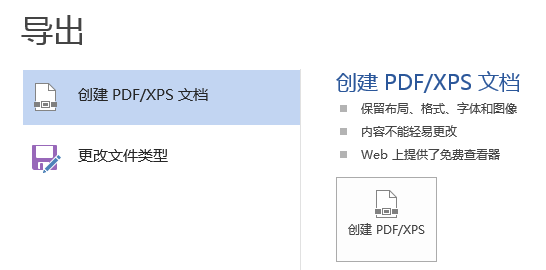 导出
创建 PDF/XPS 文档
更改文件类型
创建 PDF/XPS 文档
保留布局、格式、字体和图像
内容不能轻易更改
Web 上提供了免费查看器
创建 PDF/XPS